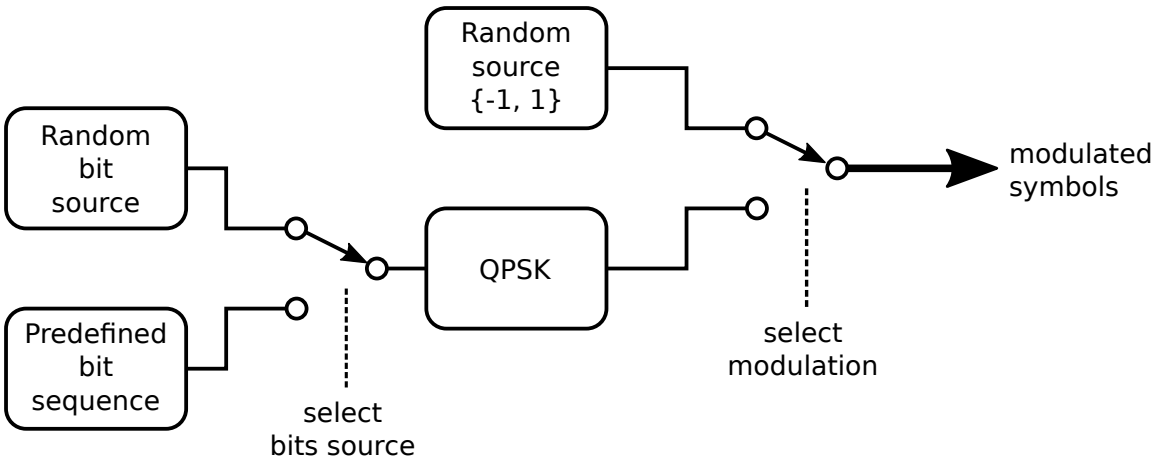 Random
source
{-1, 1}
Random
bit
source
modulated
symbols
QPSK
Predefined
bit
sequence
select
modulation
select
bits source